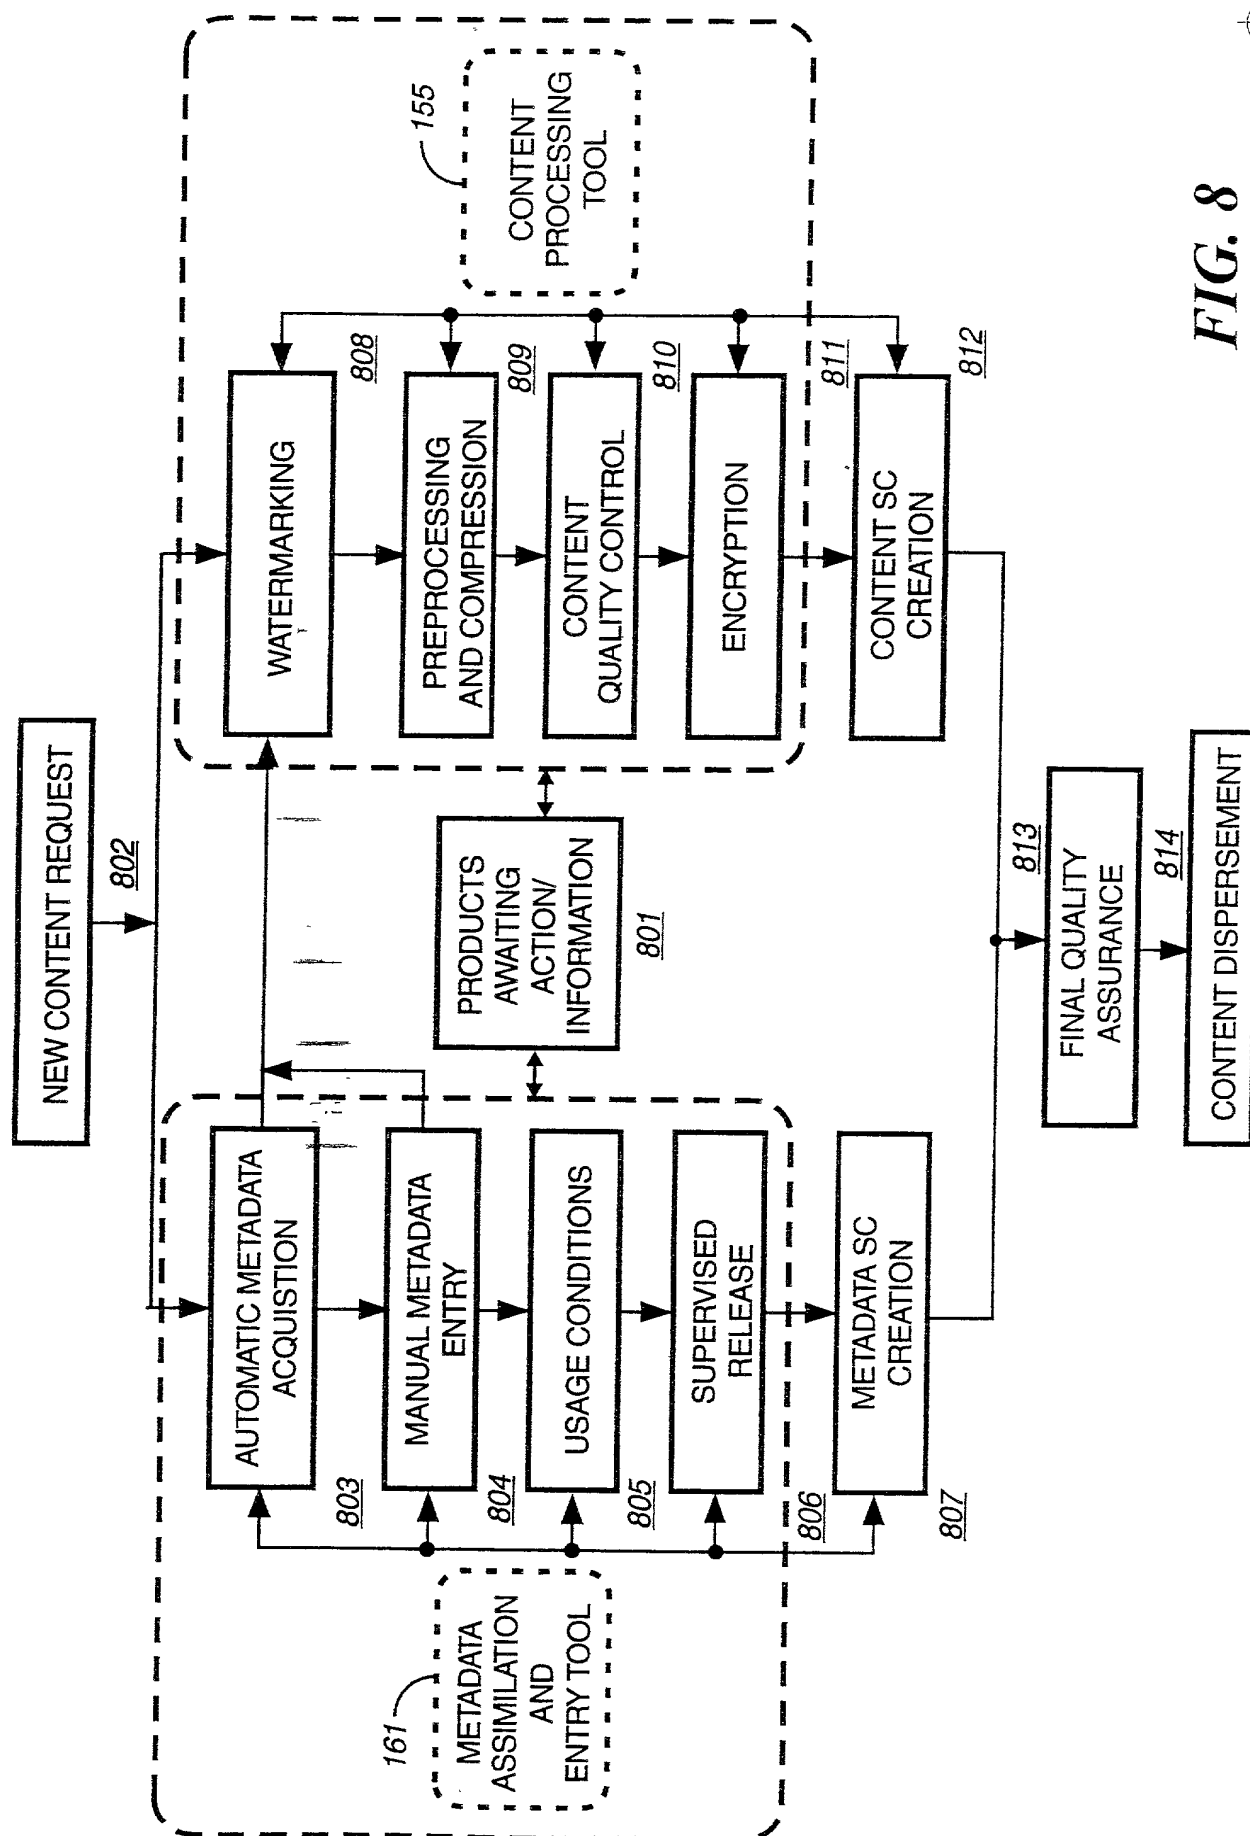 NEW CONTENT REQUEST
802
AUTOMATIC METADATA
ACQUISTION
803
MANUAL METADATA
ENTRY
804
USAGE CONDITIONS
805
SUPERVISED
RELEASE
806
METADATA SC
CREATION
807
161
METADATA
ASSIMILATION
AND
ENTRY TOOL
PRODUCTS
AWAITING
ACTION/
INFORMATION
801
WATERMARKING
808
PREPROCESSING
AND COMPRESSION
809
CONTENT
QUALITY CONTROL
810
ENCRYPTION
811
CONTENT SC
CREATION
812
155
CONTENT
PROCESSING
TOOL
813
FINAL QUALITY
ASSURANCE
814
CONTENT DISPERSEMENT
FIG. 8